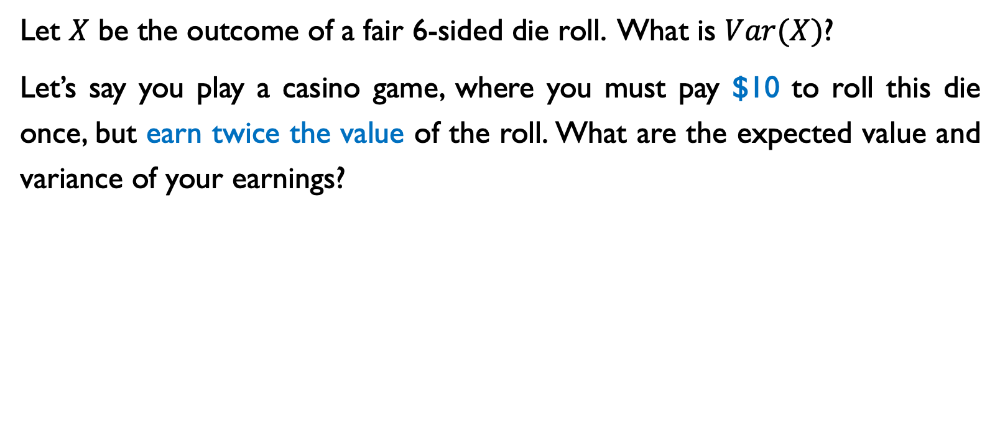 Let X be the outcome of a fair 6-sided die roll. What is Var(X)?
Let’s say you play a casino game, where you must pay $10 to roll this die
once, but earn twice the value of the roll. What are the expected value and
variance of your earnings?